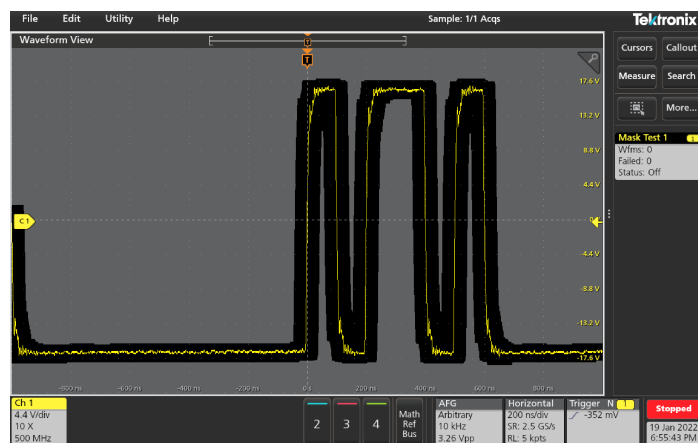 File Edit Utility Help Sample: 1/1 Acqs Tektronix
Waveform View
T
T
Cursors Callout
Measure Search
More...
Mask Test 1 1
Wfms: 0
Failed: 0
Status: Off
17.6 V
13.2 V
8.8 V
4.4 V
C 1
-4.4 V
-8.8 V
-13.2 V
-17.6 V
-800 ns -600 ns -400 ns -200 ns 0 s 200 ns 400 ns 600 ns 800 ns
Ch 1
4.4 V/div
10 X
500 MHz
2 3 4
Math
Ref
Bus
AFG
Arbitrary
10 kHz
3.26 Vpp
Horizontal
200 ns/div
SR: 2.5 GS/s
RL: 5 kpts
Trigger N 1
-352 mV
Stopped
19 Jan 2022
6:55:43 PM